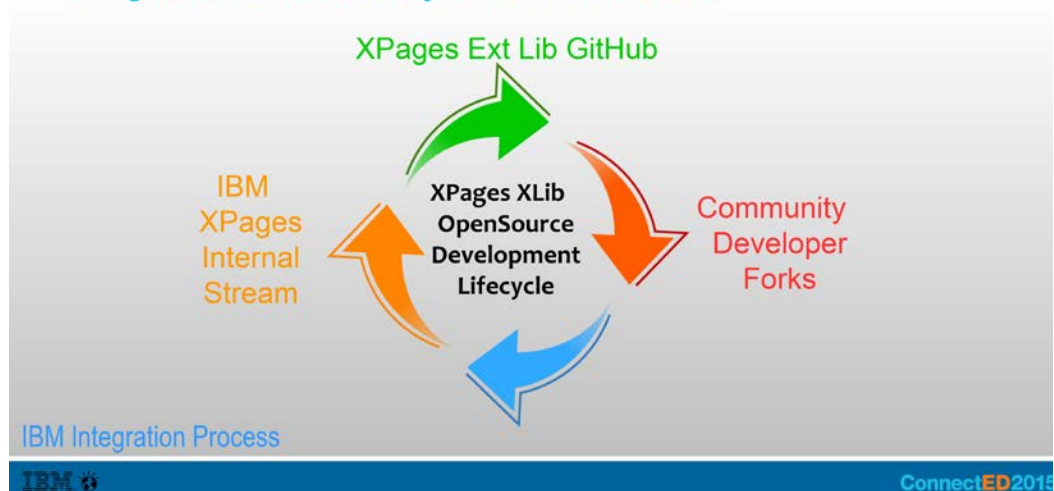 XPages Ext Lib GitHub
IBM
XPages
Internal
Stream
XPages XLib
OpenSource
Development
Lifecycle
Community
Developer
Forks
IBM Integration Process
IBM
ConnectED2015